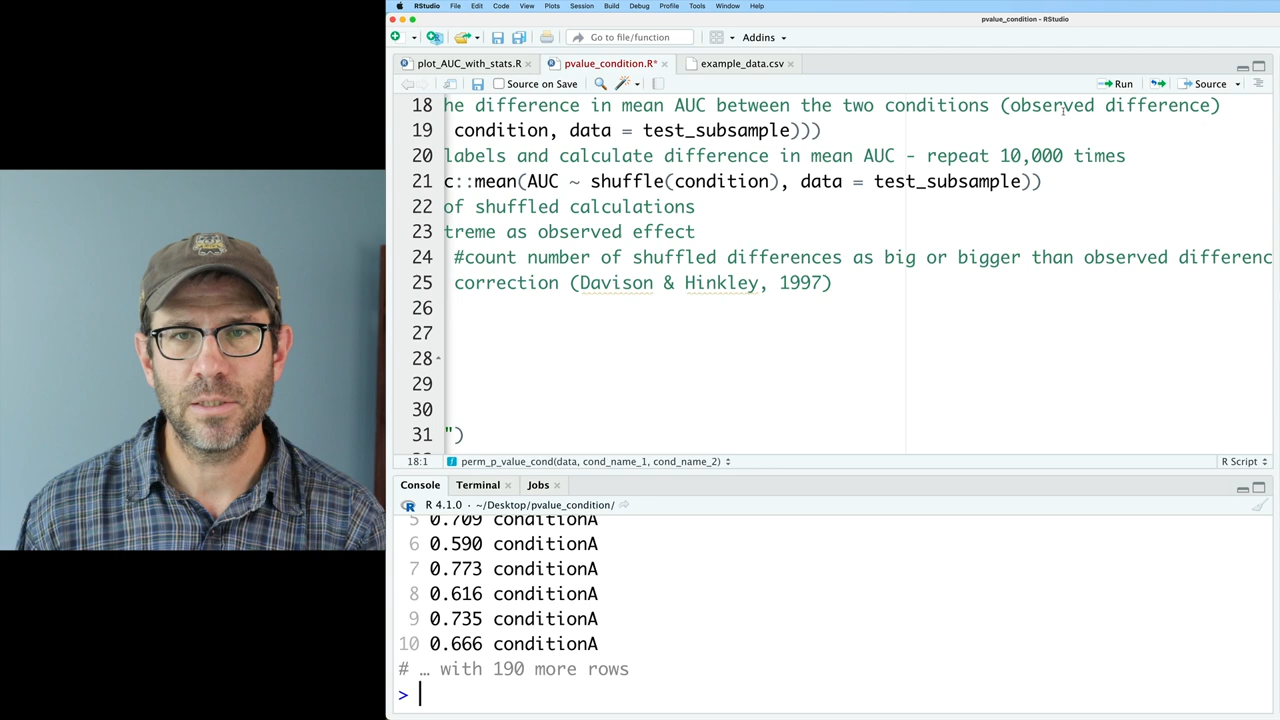 RStudio File Edit Code View Plots Session Build Debug Profile Tools Window Help
pvalue_condition - RStudio
Go to file/function Addins
plot_AUC_with_stats.R pvalue_condition.R* example_data.csv
Source on Save Run Source
18 he difference in mean AUC between the two conditions (observed difference)
19 condition, data = test_subsample)))
20 labels and calculate difference in mean AUC - repeat 10,000 times
21 c::mean(AUC ~ shuffle(condition), data = test_subsample))
22 of shuffled calculations
23 treme as observed effect
24 #count number of shuffled differences as big or bigger than observed differenc
25 correction (Davison & Hinkley, 1997)
26
27
28
29
30
31 ")
18:1 perm_p_value_cond(data, cond_name_1, cond_name_2) R Script
Console Terminal Jobs
R 4.1.0 · ~/Desktop/pvalue_condition/
5 0.709 conditionA
6 0.590 conditionA
7 0.773 conditionA
8 0.616 conditionA
9 0.735 conditionA
10 0.666 conditionA
# … with 190 more rows
>